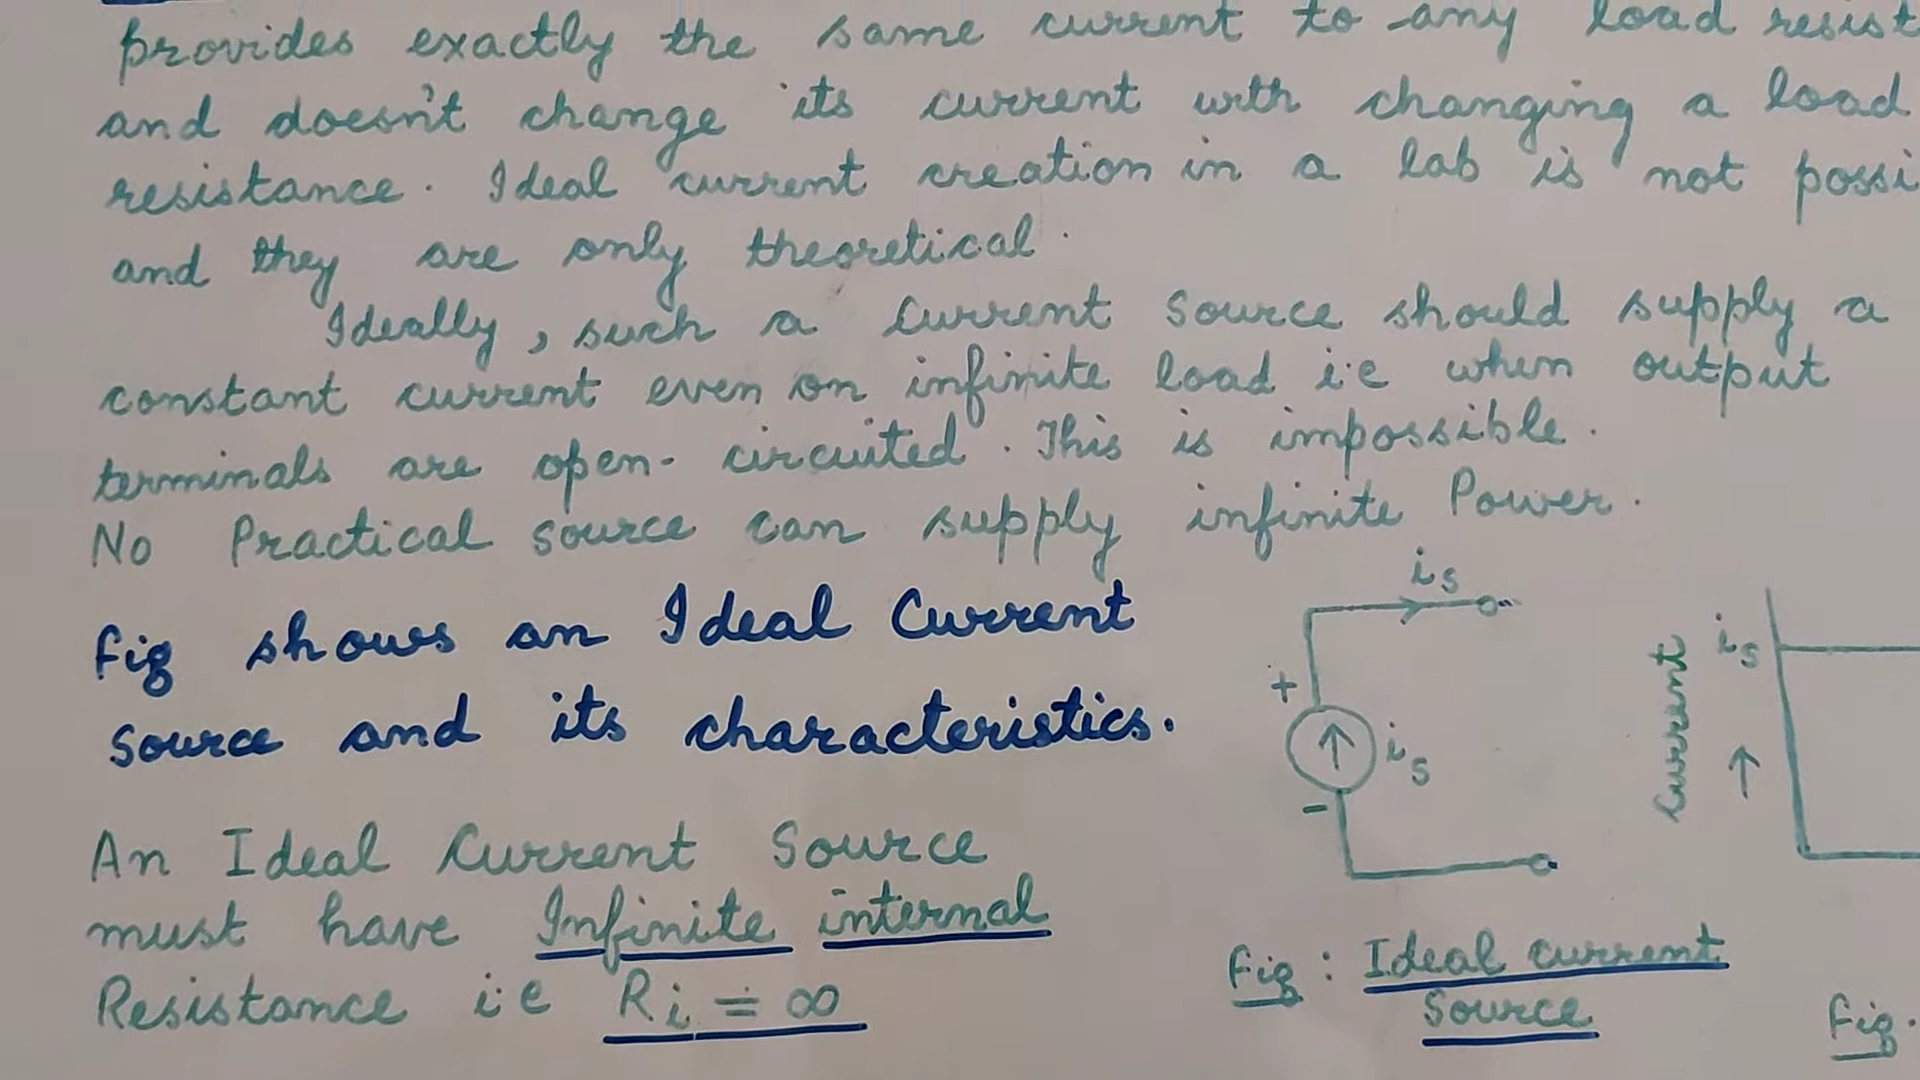 provides exactly the same current to any load resist
and doesn't change its current with changing a load
resistance. Ideal current creation in a lab is not possi
and they are only theoretical.
Ideally, such a Current Source should supply a
constant current even on infinite load i.e when output
terminals are open-circuited. This is impossible.
No Practical source can supply infinite Power.
Fig shows an Ideal Current
Source and its characteristics.
An Ideal Current Source
must have Infinite internal
Resistance i.e Ri = ∞
is
+
is
-
Fig : Ideal current
Source
Current
is
Fig.